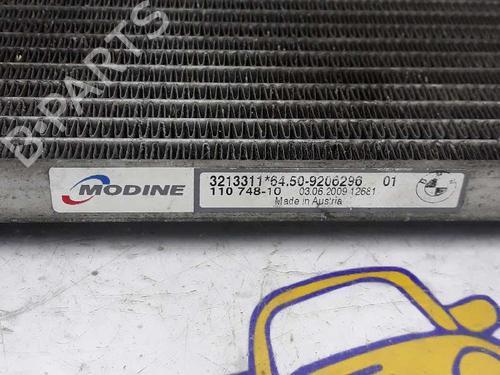 B-PARTS
MODINE
3213311*64.50-9206296 01
110 748-10 03.06.2009 12681
Made in Austria